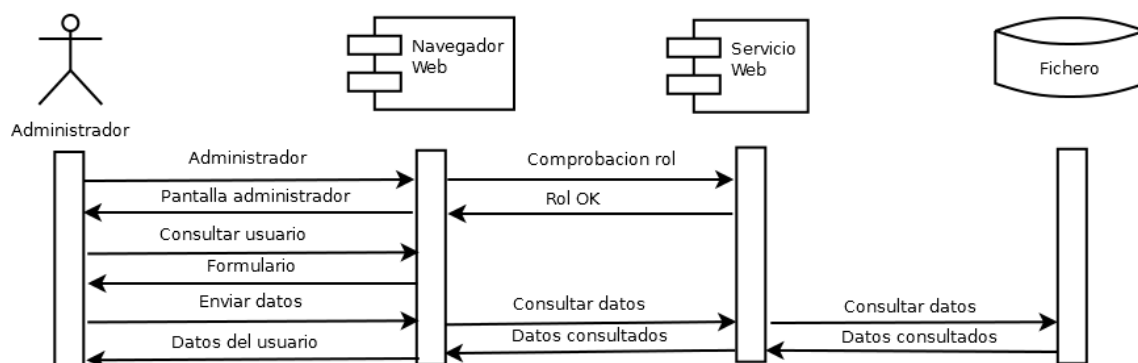 Navegador
Web
Servicio
Web
Fichero
Administrador
Administrador
Comprobacion rol
Pantalla administrador
Rol OK
Consultar usuario
Formulario
Enviar datos
Consultar datos
Consultar datos
Datos del usuario
Datos consultados
Datos consultados